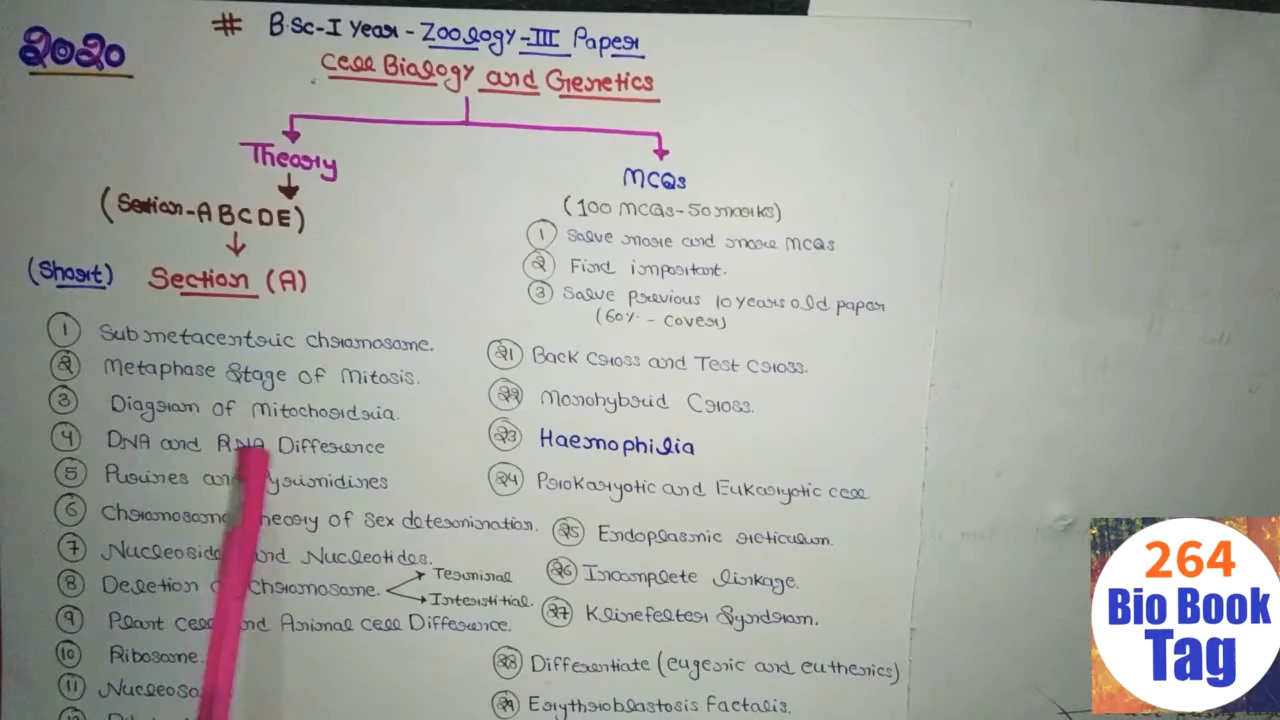 2020
# B.Sc-I Year - Zoology-III Paper
Cell Biology and Genetics
Theory
(Section-A B C D E)
(Short) Section (A)
1 Submetacentric chromosome.
2 Metaphase Stage of Mitosis.
3 Diagram of Mitochondria.
4 DNA and RNA Difference
5 Purines and Pyrimidines
6 Chromosome Theory of Sex determination.
7 Nucleoside and Nucleotides.
8 Deletion of Chromosome. Terminal
Interstitial
9 Plant cell and Animal cell Difference.
10 Ribosome.
11
12
MCQs
(100 MCQs-50 marks)
1 Solve more and more MCQs
2 Find important.
3 Solve previous 10 years old paper
(60% - cover)
21 Back Cross and Test Cross.
22 Monohybrid Cross.
23 Haemophilia
24 Prokaryotic and Eukaryotic cell
25 Endoplasmic reticulum.
26 Incomplete linkage.
27 Klinefelter Syndrom.
28 Differentiate (eugenic and euthenics)
29 Erythroblastosis factalis.
264
Bio Book
Tag